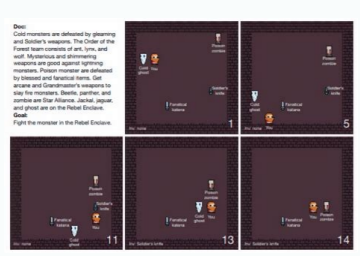 Doc:
Cold monsters are defeated by gleaming
and Soldier's weapons. The Order of the
Forest team consists of ant, lynx, and
wolf. Mysterious and shimmering
weapons are good against lightning
monsters. Poison monster are defeated
by blessed and fanatical items. Get
arcane and Grandmaster's weapons to
slay fire monsters. Beetle, panther, and
zombie are Star Alliance. Jackal, jaguar,
and ghost are on the Rebel Enclave.
Goal:
Fight the monster in the Rebel Enclave.
Poison
zombie
Cold
ghost
You
Soldier's
knife
Fanatical
katana
Inv: none
1
Poison
zombie
Cold
ghost
Soldier's
knife
Fanatical
katana
You
Inv: none
5
Poison
zombie
Soldier's
knife
Fanatical
katana
You
Cold
ghost
Inv: none
11
Poison
zombie
Fanatical
katana
Cold
ghost
You
Inv: Soldier's knife
13
Fanatical
katana
You
Poison
zombie
Inv: Soldier's knife
14